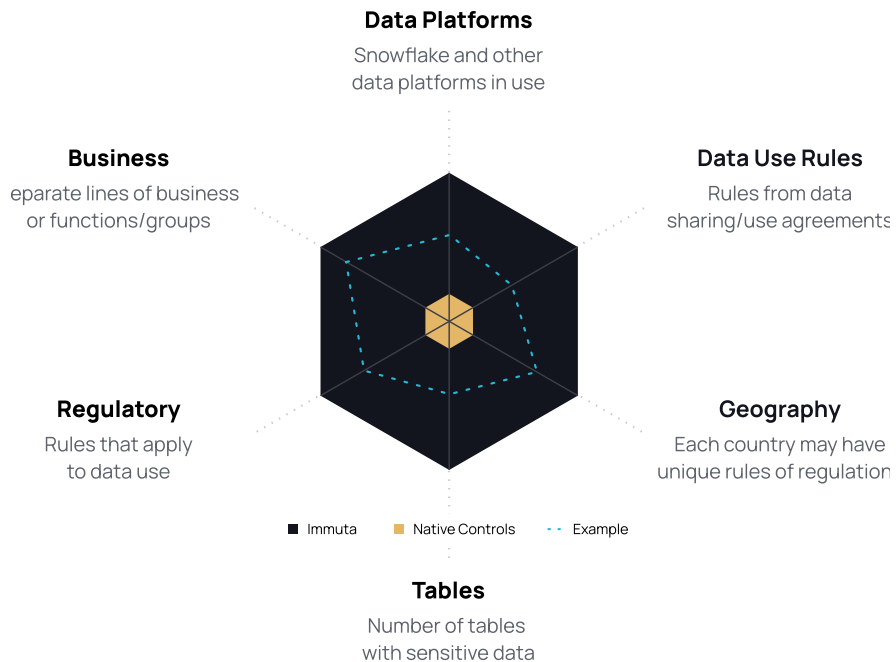 Data Platforms
Snowflake and other
data platforms in use
Business
eparate lines of business
or functions/groups
Data Use Rules
Rules from data
sharing/use agreements
Regulatory
Rules that apply
to data use
Geography
Each country may have
unique rules of regulation
Immuta
Native Controls
Example
Tables
Number of tables
with sensitive data